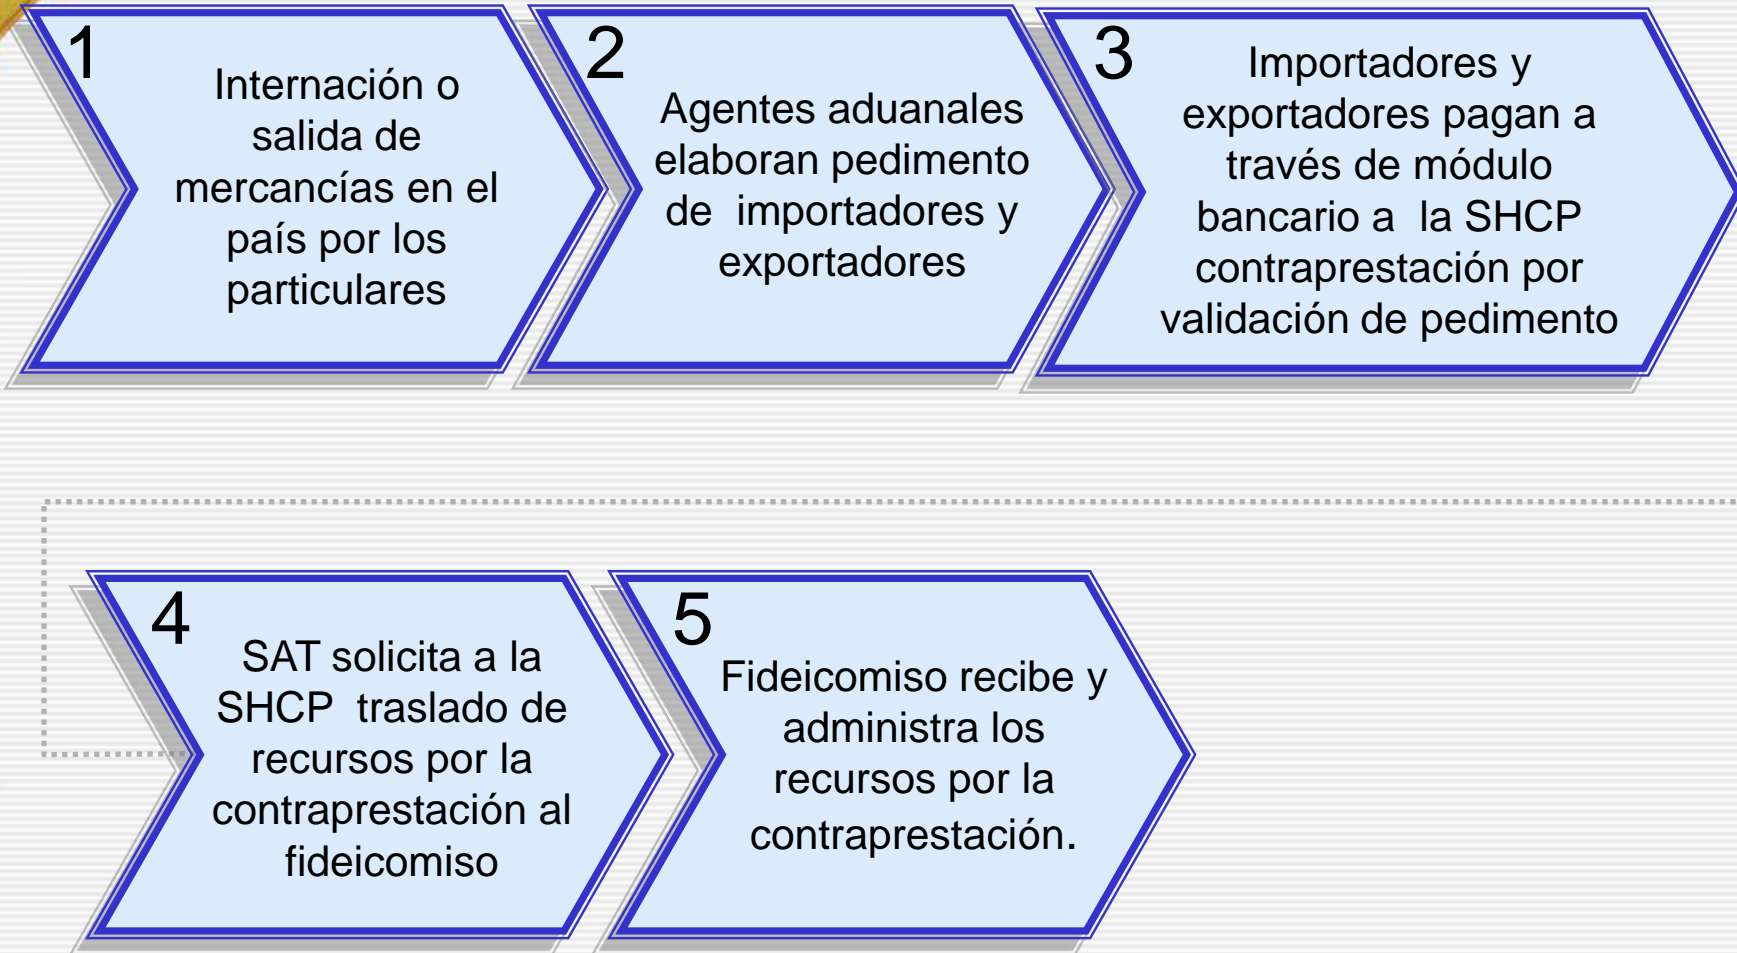 1
Internación o
salida de
mercancías en el
país por los
particulares
2
Agentes aduanales
elaboran pedimento
de importadores y
exportadores
3
Importadores y
exportadores pagan a
través de módulo
bancario a la SHCP
contraprestación por
validación de pedimento
4
SAT solicita a la
SHCP traslado de
recursos por la
contraprestación al
fideicomiso
5
Fideicomiso recibe y
administra los
recursos por la
contraprestación.